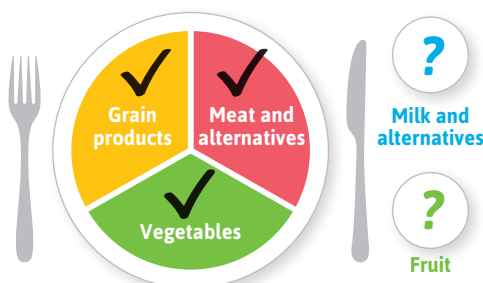 Grain
products
Meat and
alternatives
Vegetables
?
Milk and
alternatives
?
Fruit